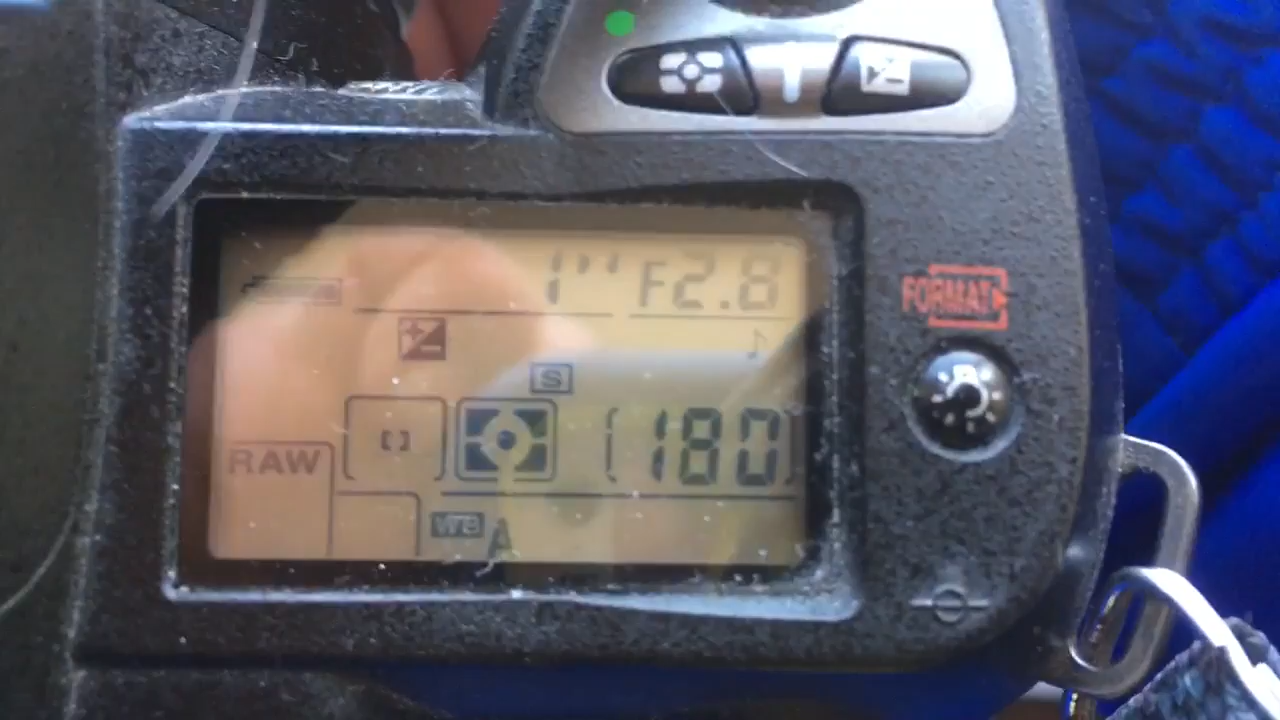 1" F2.8
FORMAT
S
[180]
RAW
WB A